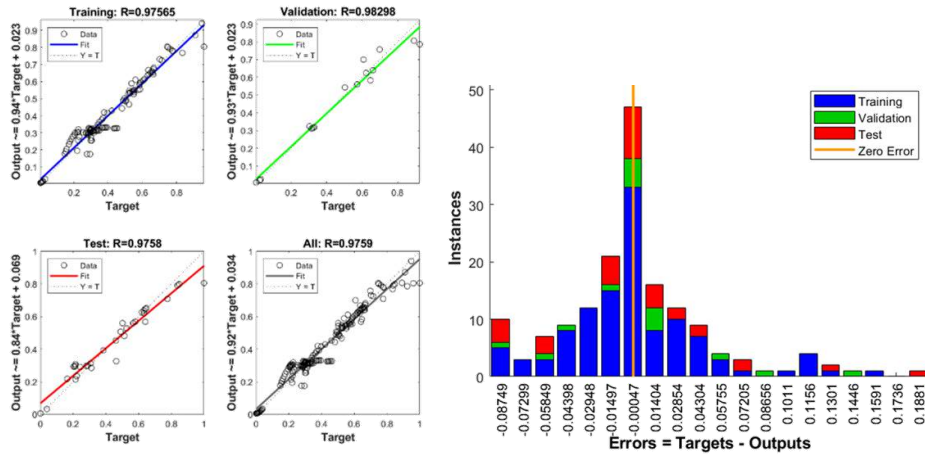 Training: R=0.97565
Output ~= 0.94*Target + 0.023
0.9
0.8
0.7
0.6
0.5
0.4
0.3
0.2
0.1
Data
Fit
Y = T
0.2 0.4 0.6 0.8
Target
Validation: R=0.98298
Output ~= 0.93*Target + 0.023
0.9
0.8
0.7
0.6
0.5
0.4
0.3
0.2
0.1
Data
Fit
Y = T
0.2 0.4 0.6 0.8
Target
Test: R=0.9758
Output ~= 0.84*Target + 0.069
1
0.8
0.6
0.4
0.2
0
Data
Fit
Y = T
0 0.2 0.4 0.6 0.8 1
Target
All: R=0.9759
Output ~= 0.92*Target + 0.034
1
0.8
0.6
0.4
0.2
0
Data
Fit
Y = T
0 0.2 0.4 0.6 0.8 1
Target
Instances
50
40
30
20
10
0
Training
Validation
Test
Zero Error
-0.08749
-0.07299
-0.05849
-0.04398
-0.02948
-0.01497
-0.00047
0.01404
0.02854
0.04304
0.05755
0.07205
0.08656
0.1011
0.1156
0.1301
0.1446
0.1591
0.1736
0.1881
Errors = Targets - Outputs